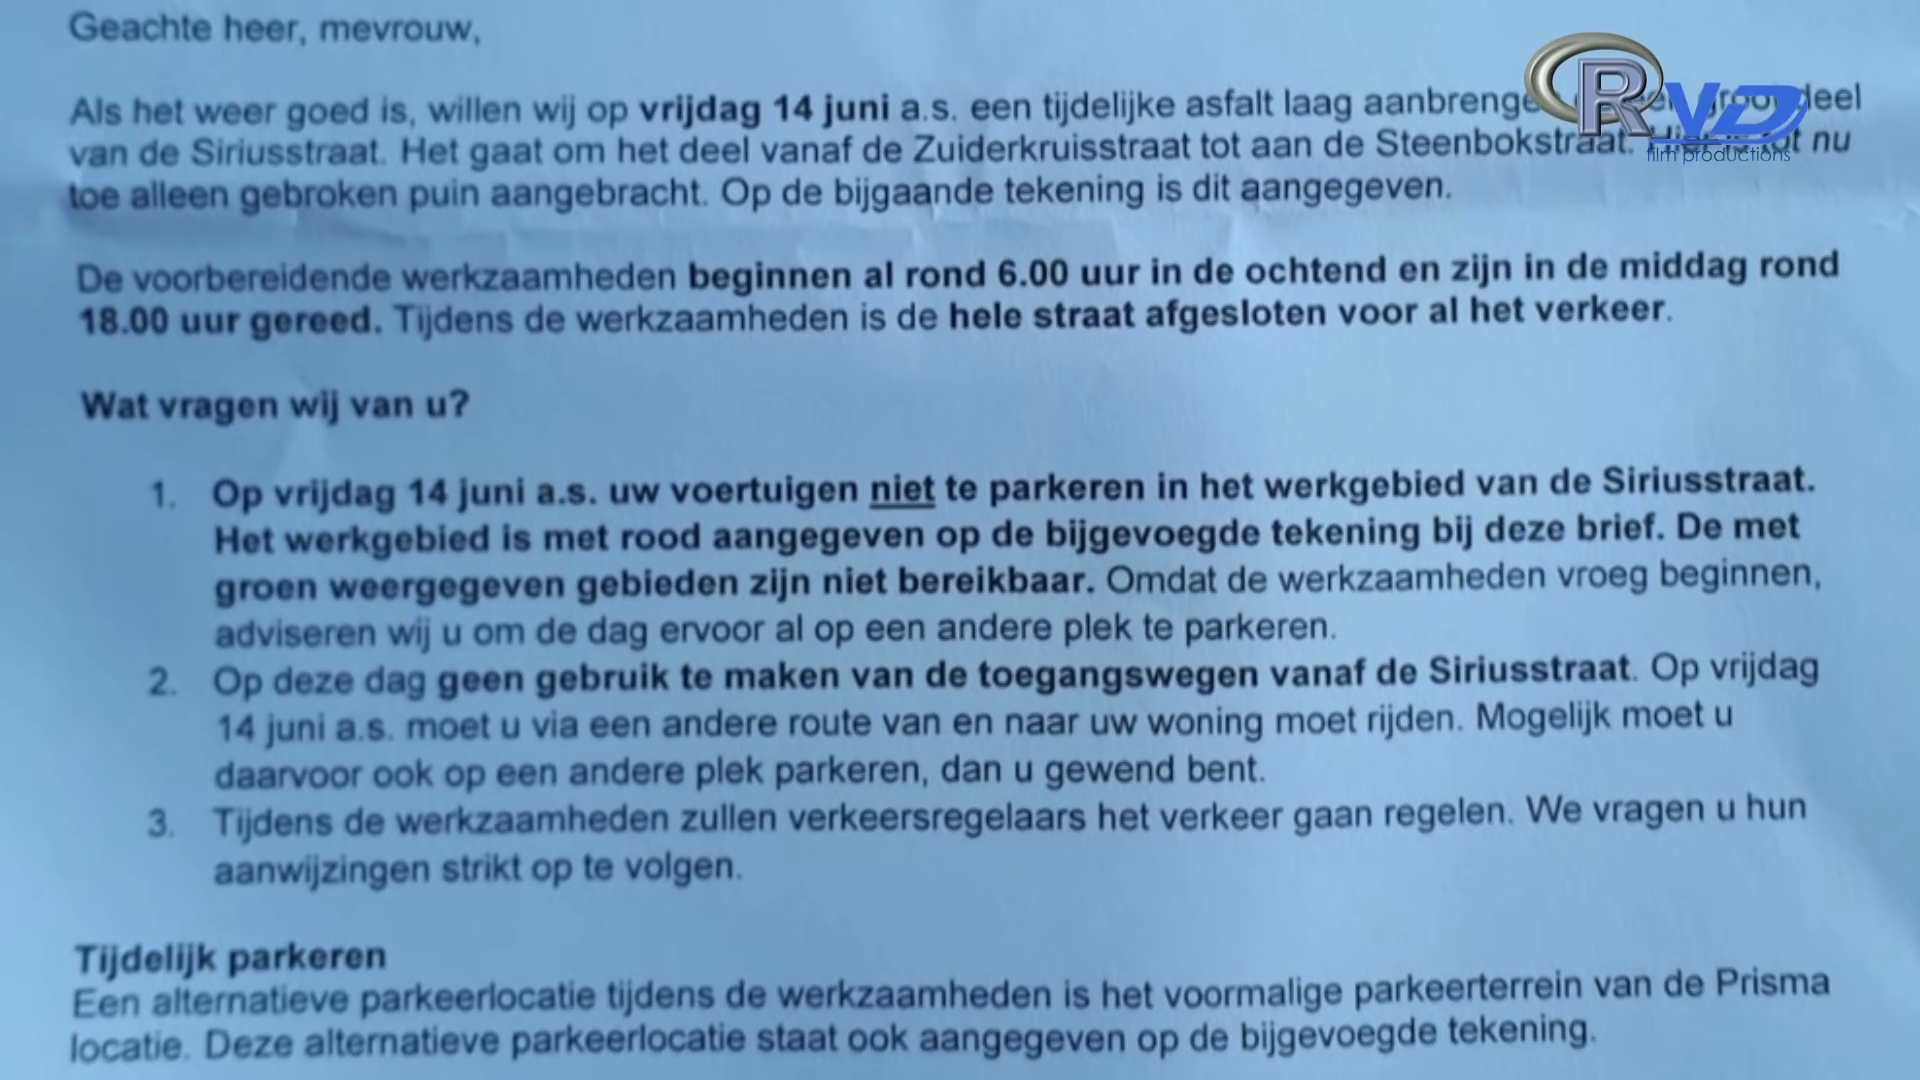 Geachte heer, mevrouw,
Als het weer goed is, willen wij op vrijdag 14 juni a.s. een tijdelijke asfalt laag aanbrenge deel
van de Siriusstraat. Het gaat om het deel vanaf de Zuiderkruisstraat tot aan de Steenbokstraat. nu
toe alleen gebroken puin aangebracht. Op de bijgaande tekening is dit aangegeven.
De voorbereidende werkzaamheden beginnen al rond 6.00 uur in de ochtend en zijn in de middag rond
18.00 uur gereed. Tijdens de werkzaamheden is de hele straat afgesloten voor al het verkeer.
Wat vragen wij van u?
1. Op vrijdag 14 juni a.s. uw voertuigen niet te parkeren in het werkgebied van de Siriusstraat.
Het werkgebied is met rood aangegeven op de bijgevoegde tekening bij deze brief. De met
groen weergegeven gebieden zijn niet bereikbaar. Omdat de werkzaamheden vroeg beginnen,
adviseren wij u om de dag ervoor al op een andere plek te parkeren.
2. Op deze dag geen gebruik te maken van de toegangswegen vanaf de Siriusstraat. Op vrijdag
14 juni a.s. moet u via een andere route van en naar uw woning moet rijden. Mogelijk moet u
daarvoor ook op een andere plek parkeren, dan u gewend bent.
3. Tijdens de werkzaamheden zullen verkeersregelaars het verkeer gaan regelen. We vragen u hun
aanwijzingen strikt op te volgen.
Tijdelijk parkeren
Een alternatieve parkeerlocatie tijdens de werkzaamheden is het voormalige parkeerterrein van de Prisma
locatie. Deze alternatieve parkeerlocatie staat ook aangegeven op de bijgevoegde tekening.
RVD
film productions